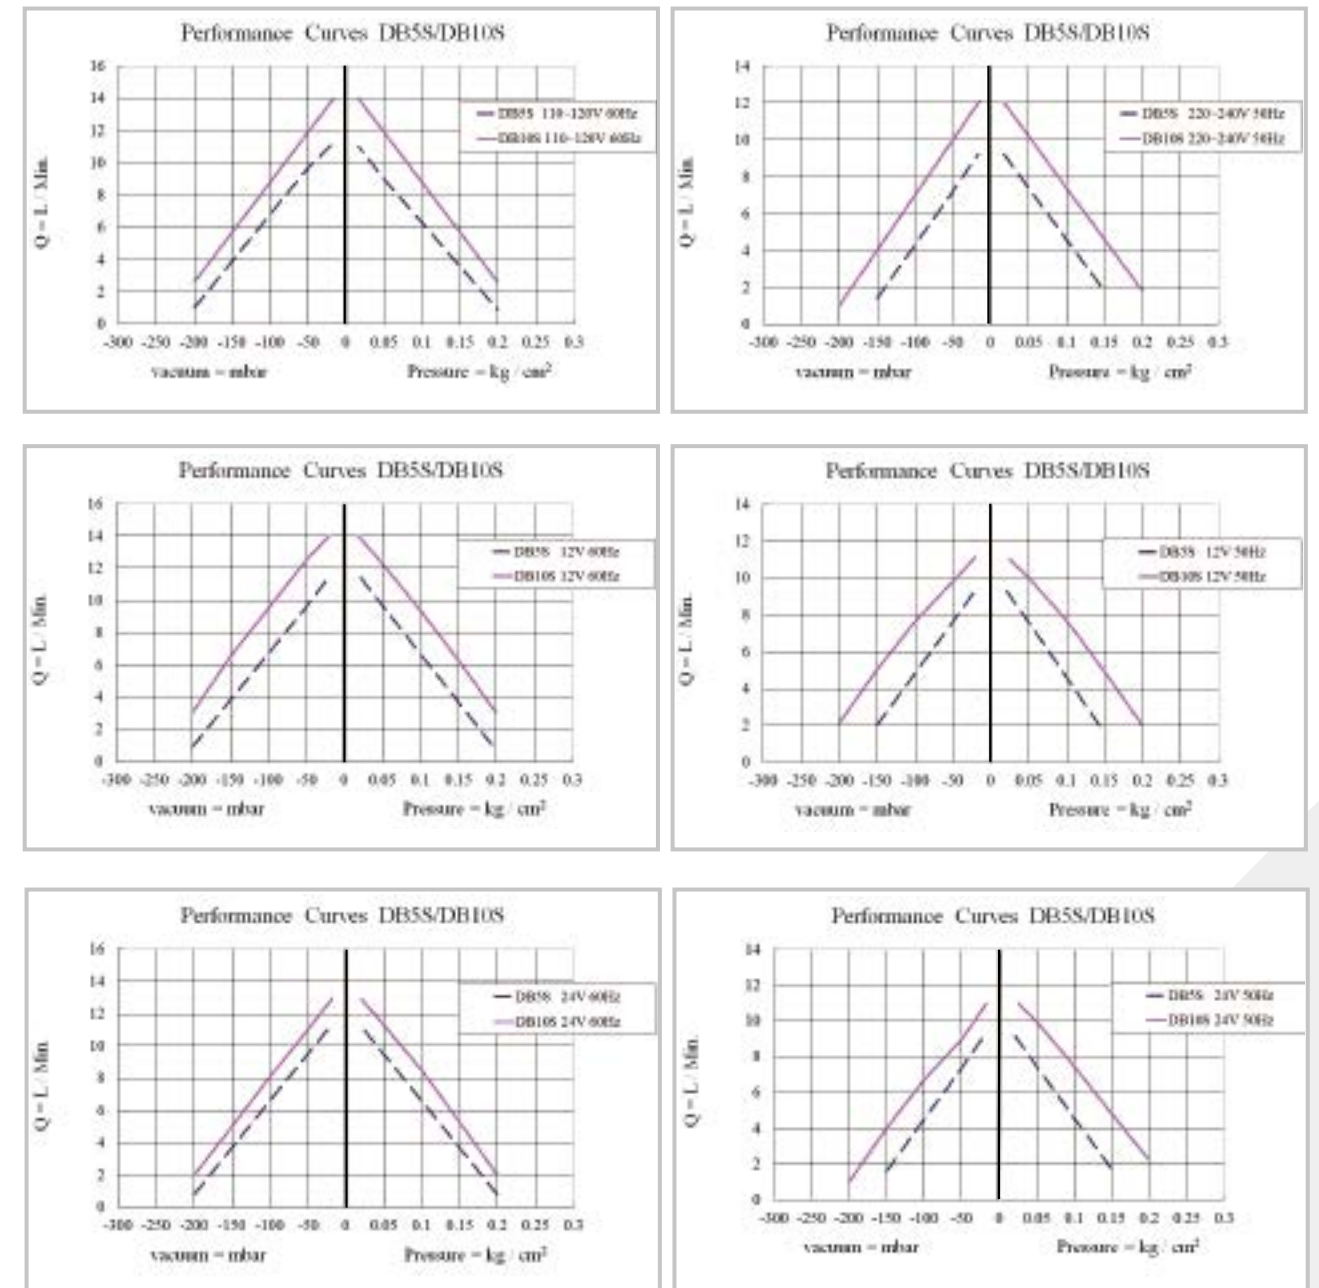 Performance Curves DB5S/DB10S
16
14
12
10
8
6
4
2
0
Q = L / Min.
DB5S 110~120V 60Hz
DB10S 110~120V 60Hz
-300 -250 -200 -150 -100 -50 0 0.05 0.1 0.15 0.2 0.25 0.3
vacuum = mbar Pressure = kg / cm²
Performance Curves DB5S/DB10S
14
12
10
8
6
4
2
0
Q = L / Min.
DB5S 220~240V 50Hz
DB10S 220~240V 50Hz
-300 -250 -200 -150 -100 -50 0 0.05 0.1 0.15 0.2 0.25 0.3
vacuum = mbar Pressure = kg / cm²
Performance Curves DB5S/DB10S
16
14
12
10
8
6
4
2
0
Q = L / Min.
DB5S 12V 60Hz
DB10S 12V 60Hz
-300 -250 -200 -150 -100 -50 0 0.05 0.1 0.15 0.2 0.25 0.3
vacuum = mbar Pressure = kg / cm²
Performance Curves DB5S/DB10S
14
12
10
8
6
4
2
0
Q = L / Min.
DB5S 12V 50Hz
DB10S 12V 50Hz
-300 -250 -200 -150 -100 -50 0 0.05 0.1 0.15 0.2 0.25 0.3
vacuum = mbar Pressure = kg / cm²
Performance Curves DB5S/DB10S
16
14
12
10
8
6
4
2
0
Q = L / Min.
DB5S 24V 60Hz
DB10S 24V 60Hz
-300 -250 -200 -150 -100 -50 0 0.05 0.1 0.15 0.2 0.25 0.3
vacuum = mbar Pressure = kg / cm²
Performance Curves DB5S/DB10S
14
12
10
8
6
4
2
0
Q = L / Min.
DB5S 24V 50Hz
DB10S 24V 50Hz
-300 -250 -200 -150 -100 -50 0 0.05 0.1 0.15 0.2 0.25 0.3
vacuum = mbar Pressure = kg / cm²